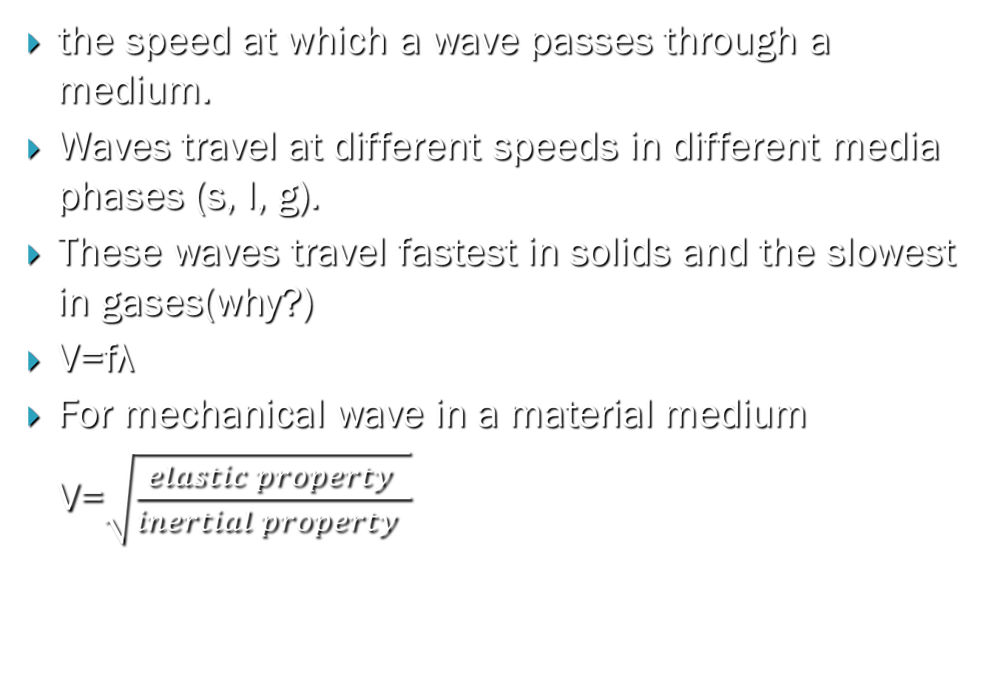 the speed at which a wave passes through a
medium.
Waves travel at different speeds in different media
phases (s, l, g).
These waves travel fastest in solids and the slowest
in gases(why?)
V=fλ
For mechanical wave in a material medium
V=√(elastic property / inertial property)